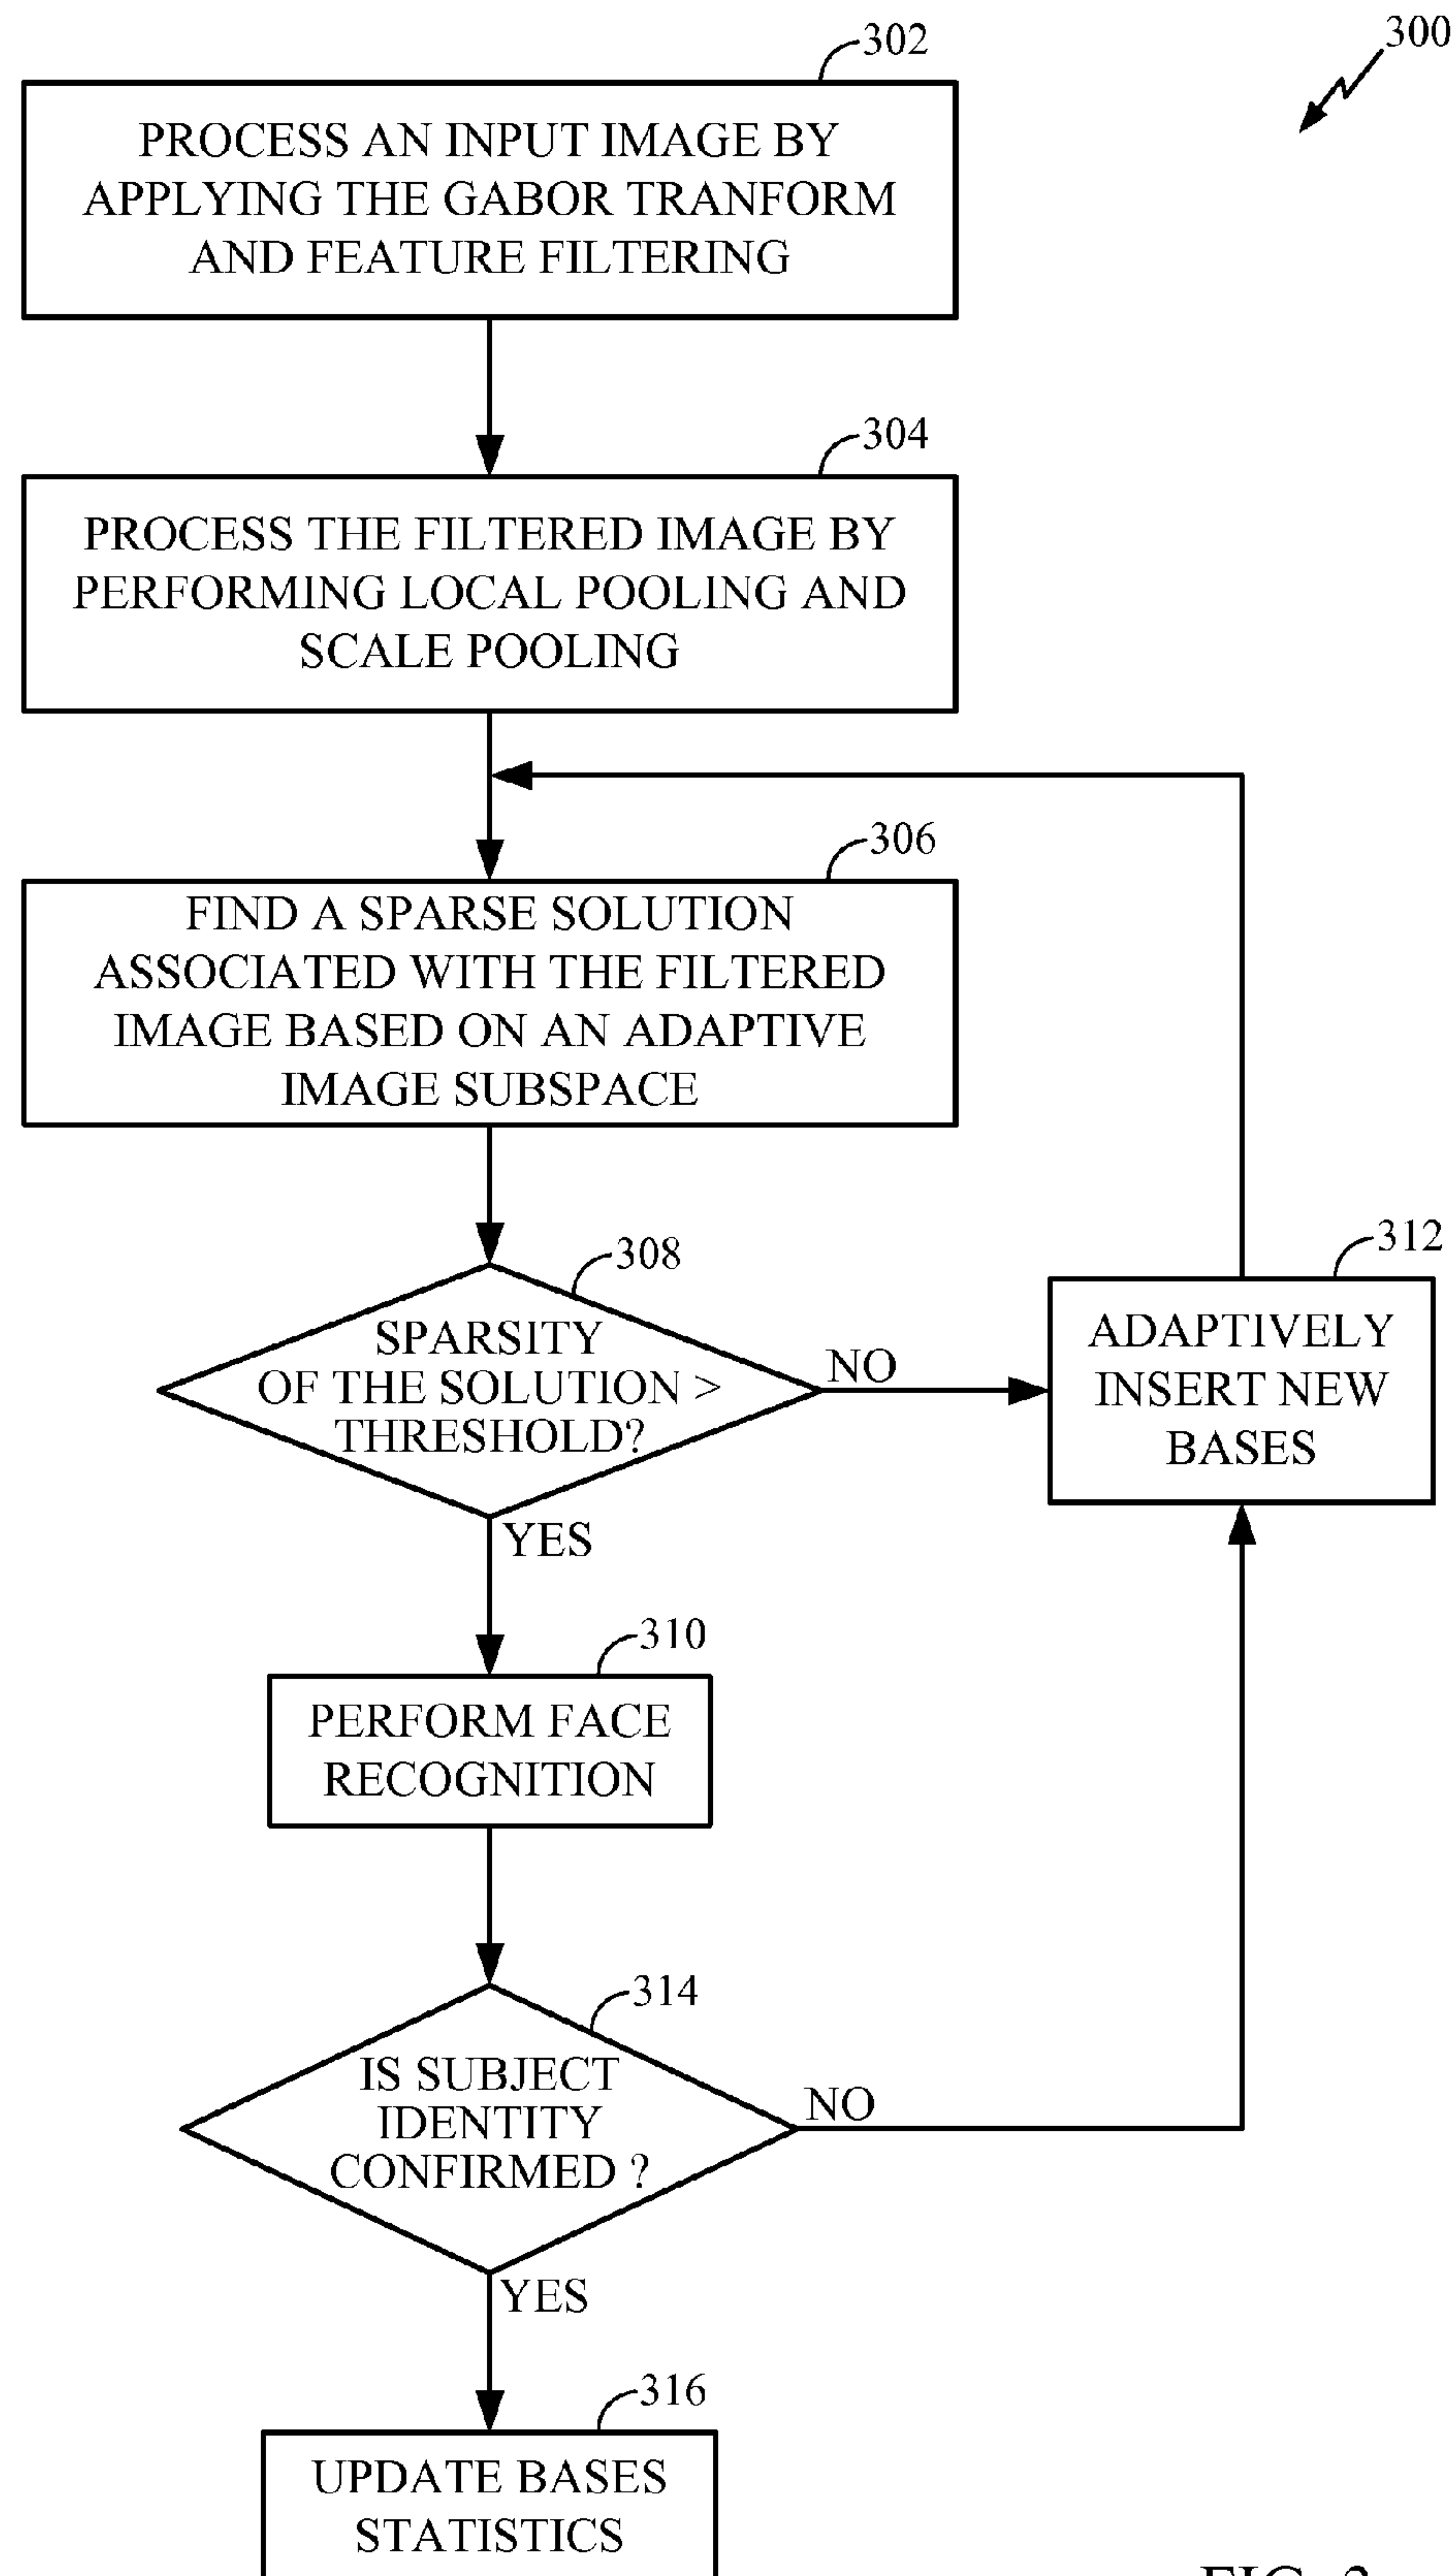 300
302
PROCESS AN INPUT IMAGE BY
APPLYING THE GABOR TRANFORM
AND FEATURE FILTERING
304
PROCESS THE FILTERED IMAGE BY
PERFORMING LOCAL POOLING AND
SCALE POOLING
306
FIND A SPARSE SOLUTION
ASSOCIATED WITH THE FILTERED
IMAGE BASED ON AN ADAPTIVE
IMAGE SUBSPACE
308
SPARSITY
OF THE SOLUTION >
THRESHOLD?
NO
312
ADAPTIVELY
INSERT NEW
BASES
YES
310
PERFORM FACE
RECOGNITION
314
IS SUBJECT
IDENTITY
CONFIRMED ?
NO
YES
316
UPDATE BASES
STATISTICS